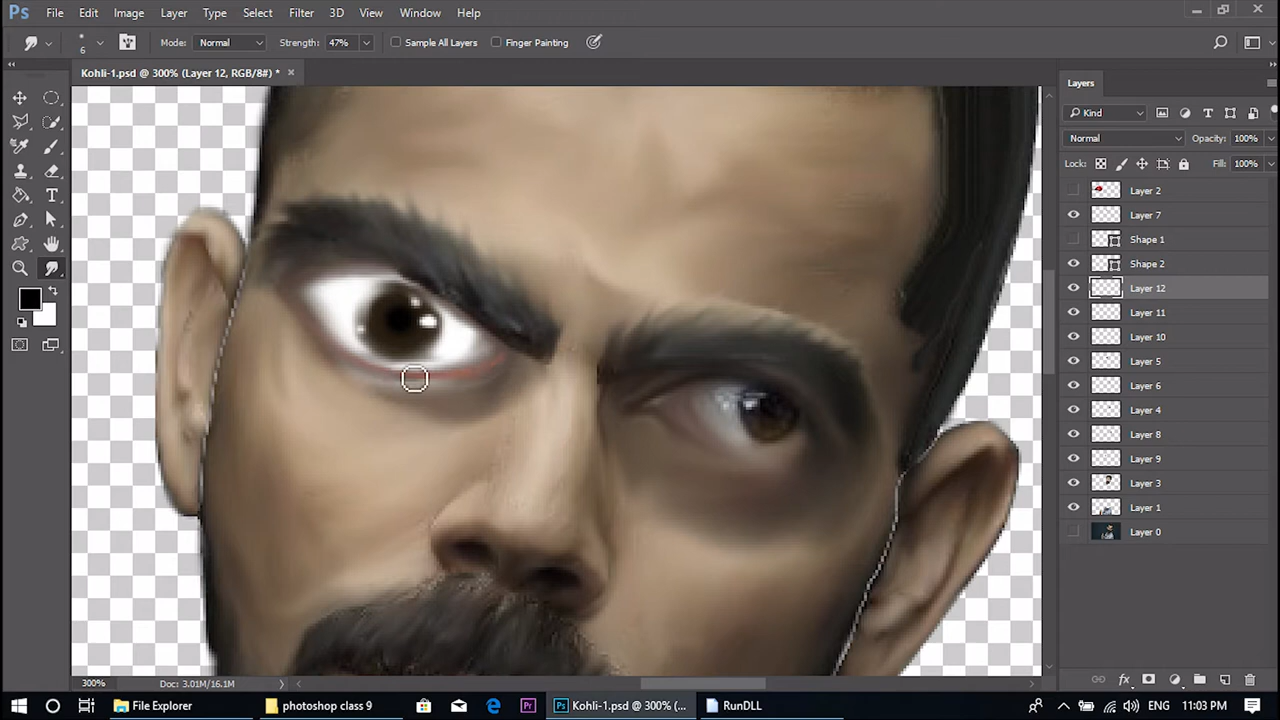 Ps File Edit Image Layer Type Select Filter 3D View Window Help
6 Mode: Normal Strength: 47% Sample All Layers Finger Painting
Kohli-1.psd @ 300% (Layer 12, RGB/8#) *
Layers
Kind
Normal Opacity: 100%
Lock: Fill: 100%
Layer 2
Layer 7
Shape 1
Shape 2
Layer 12
Layer 11
Layer 10
Layer 5
Layer 6
Layer 4
Layer 8
Layer 9
Layer 3
Layer 1
Layer 0
300% Doc: 3.01M/16.1M
fx
File Explorer photoshop class 9 Pr Ps Kohli-1.psd @ 300% (... RunDLL 11:03 PM